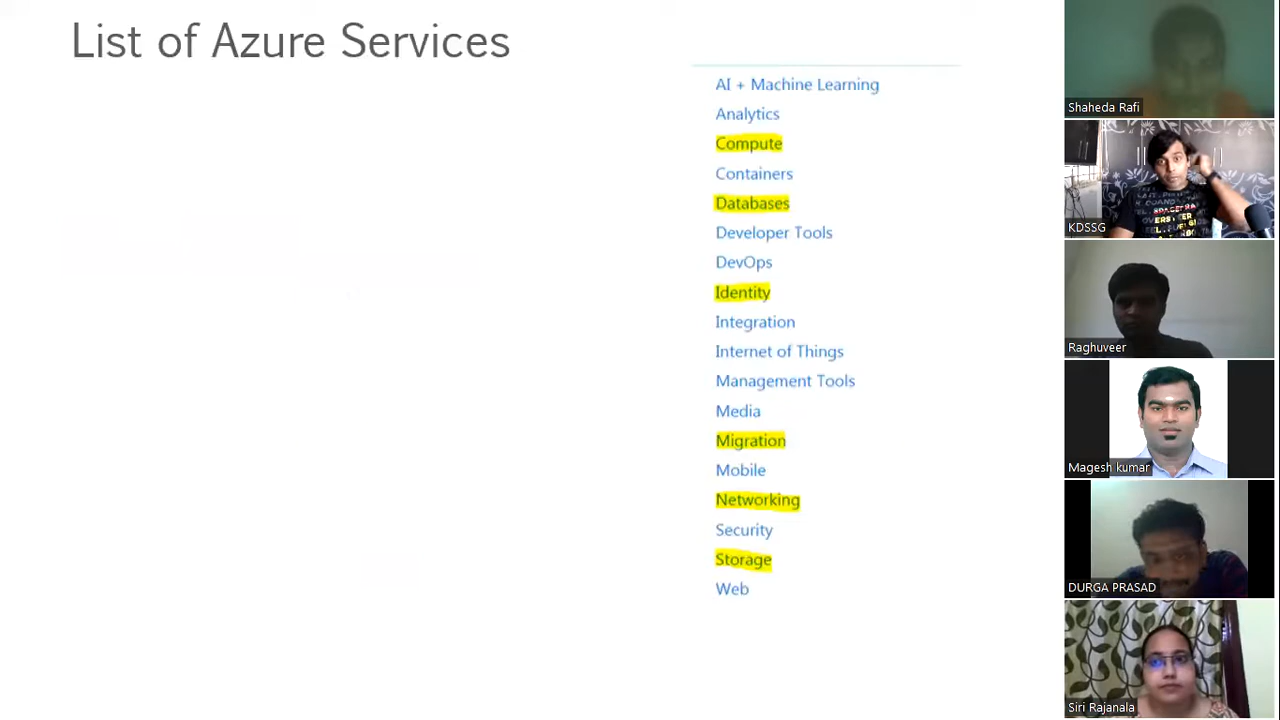 List of Azure Services
AI + Machine Learning
Analytics
Compute
Containers
Databases
Developer Tools
DevOps
Identity
Integration
Internet of Things
Management Tools
Media
Migration
Mobile
Networking
Security
Storage
Web
Shaheda Rafi
KDSSG
Raghuveer
Magesh kumar
DURGA PRASAD
Siri Rajanala